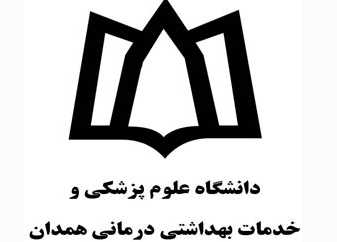 دانشگاه علوم پزشکی و
خدمات بهداشتی درمانی همدان